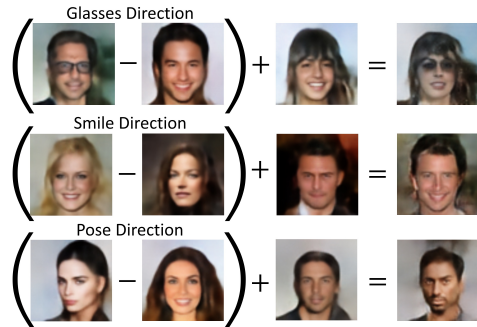 Glasses Direction
( − ) + =
Smile Direction
( − ) + =
Pose Direction
( − ) + =